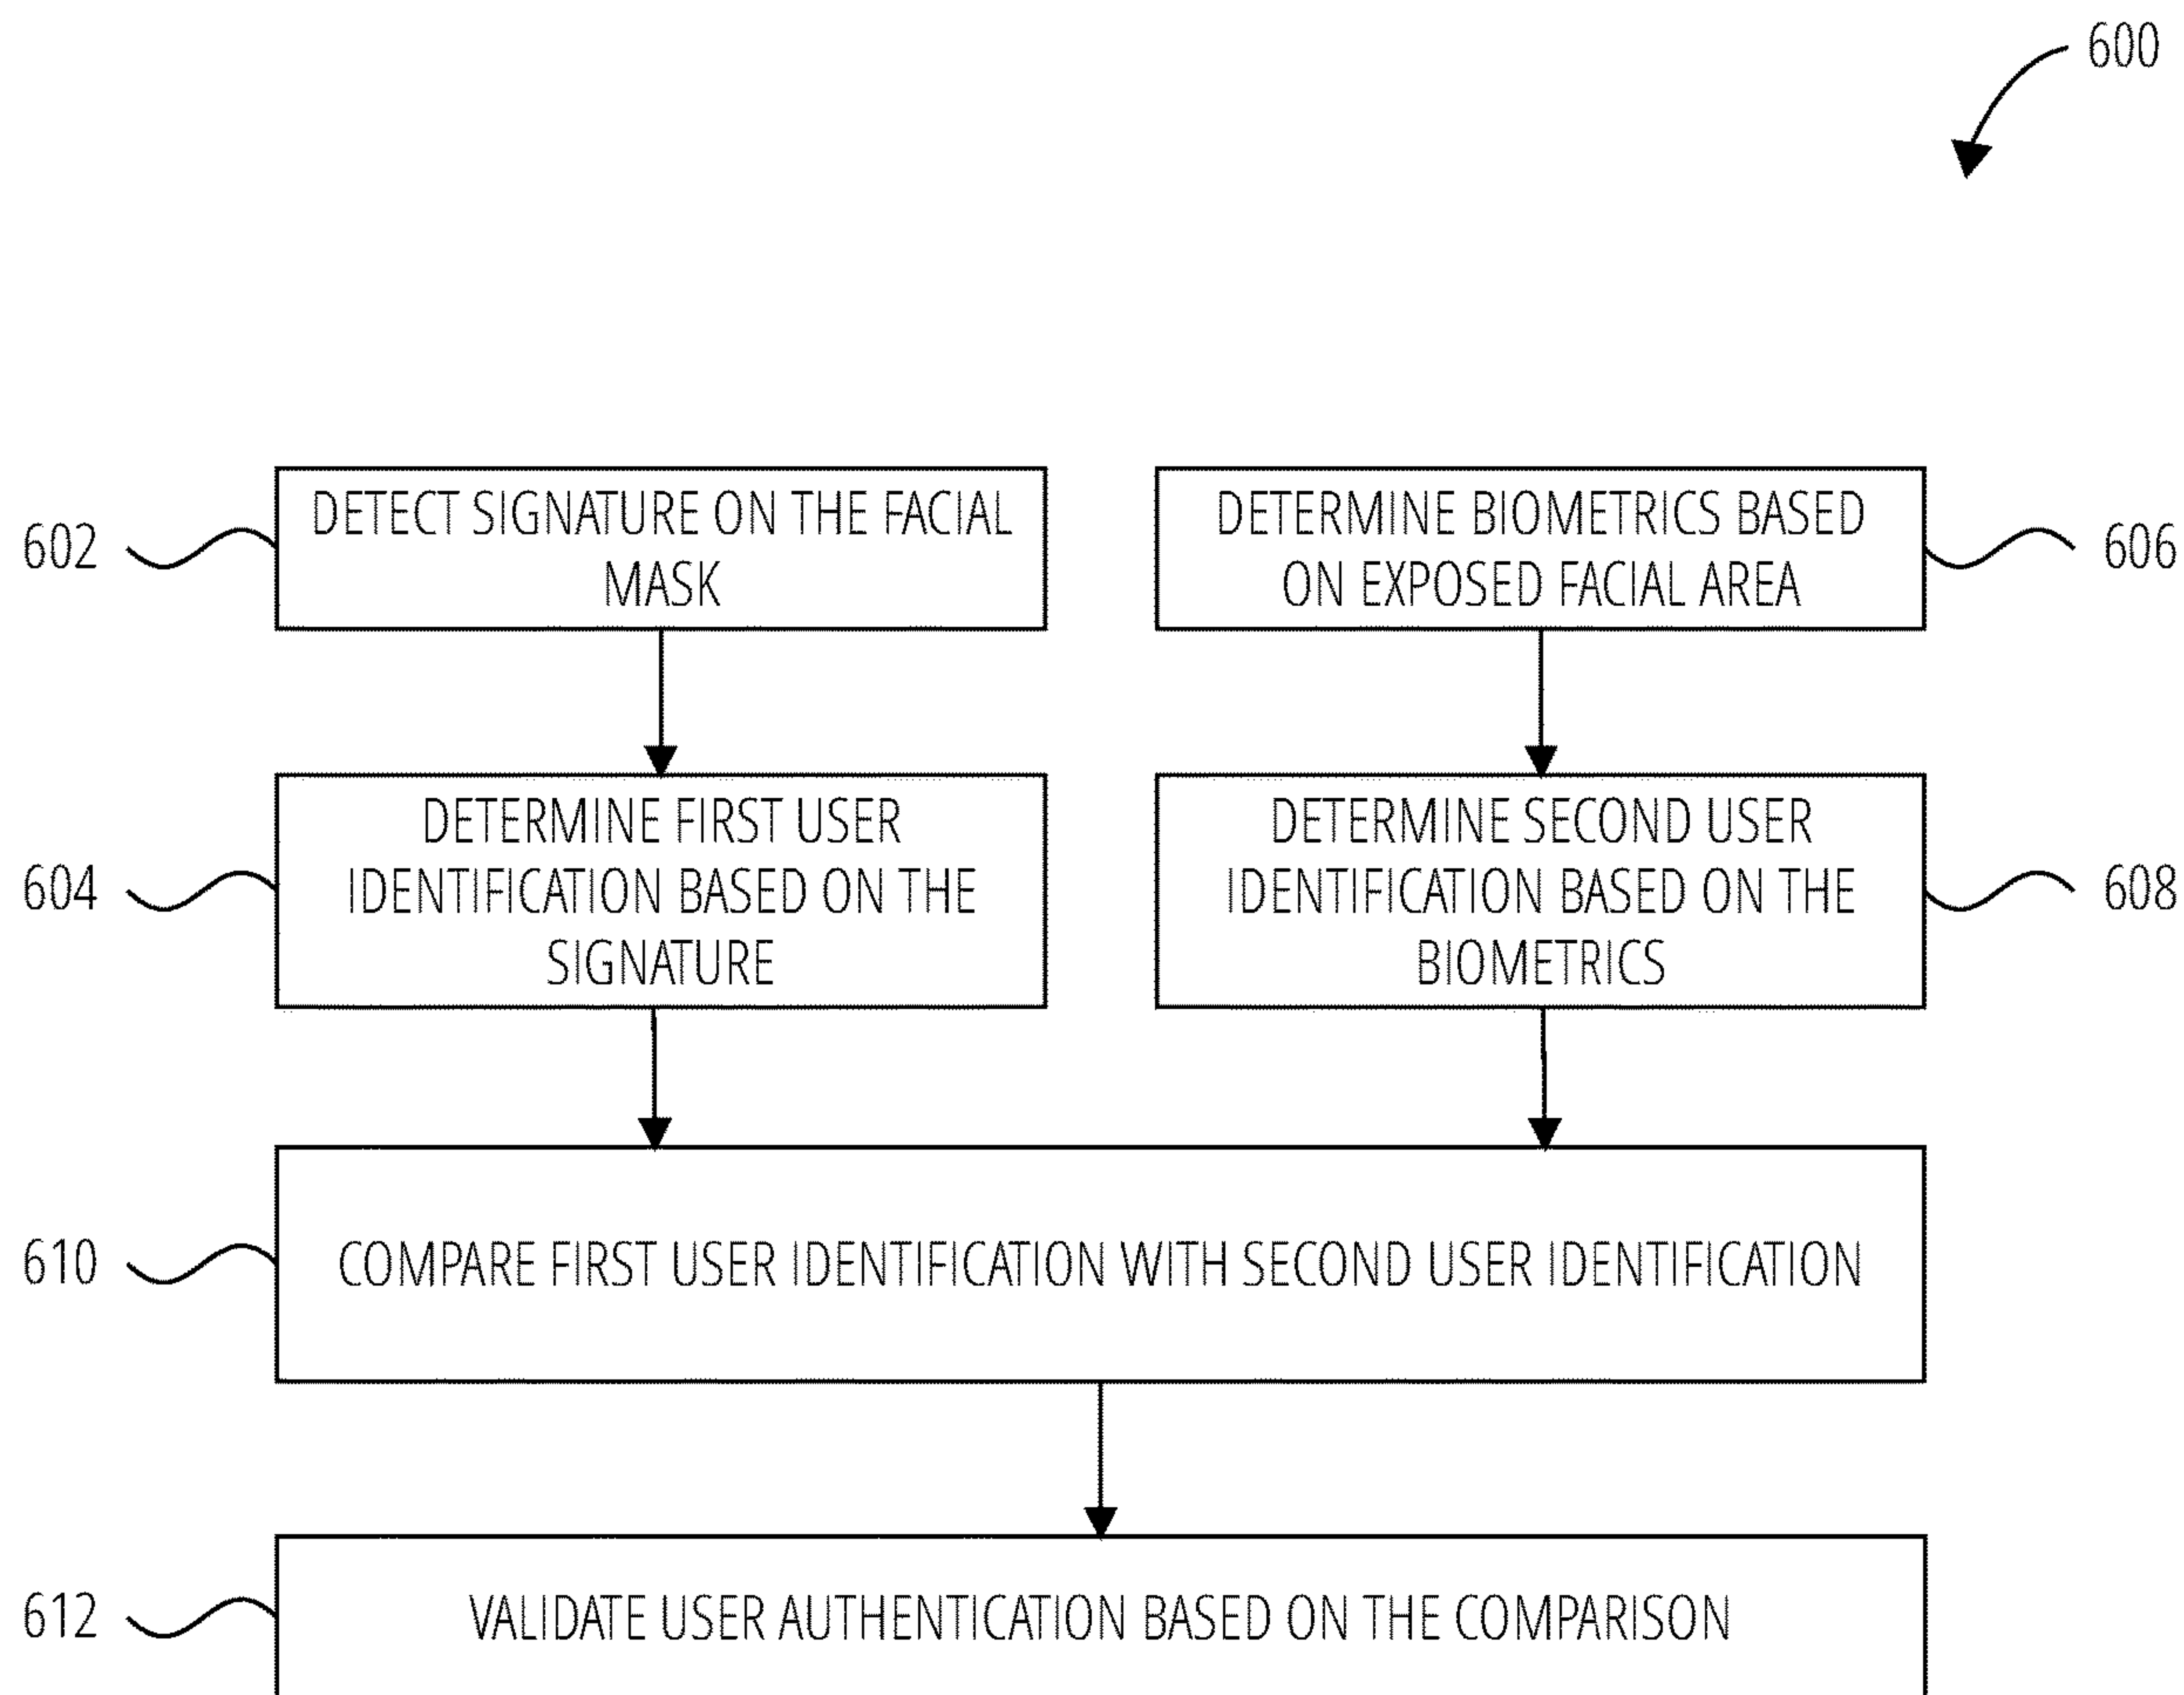 600
602
DETECT SIGNATURE ON THE FACIAL
MASK
DETERMINE BIOMETRICS BASED
ON EXPOSED FACIAL AREA
606
604
DETERMINE FIRST USER
IDENTIFICATION BASED ON THE
SIGNATURE
DETERMINE SECOND USER
IDENTIFICATION BASED ON THE
BIOMETRICS
608
610
COMPARE FIRST USER IDENTIFICATION WITH SECOND USER IDENTIFICATION
612
VALIDATE USER AUTHENTICATION BASED ON THE COMPARISON